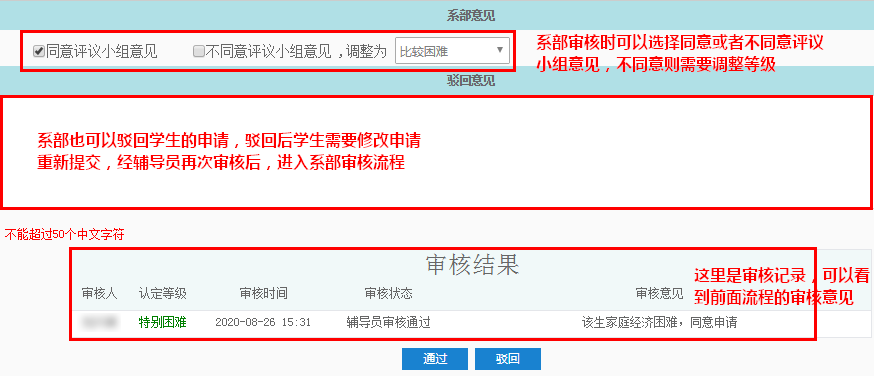 系部意见
同意评议小组意见 不同意评议小组意见 ,调整为 比较困难
系部审核时可以选择同意或者不同意评议
小组意见，不同意则需要调整等级
驳回意见
系部也可以驳回学生的申请，驳回后学生需要修改申请
重新提交，经辅导员再次审核后，进入系部审核流程
不能超过50个中文字符
审核结果
审核人 认定等级 审核时间 审核状态 审核意见
这里是审核记录，可以看
到前面流程的审核意见
特别困难 2020-08-26 15:31 辅导员审核通过 该生家庭经济困难，同意申请
通过 驳回